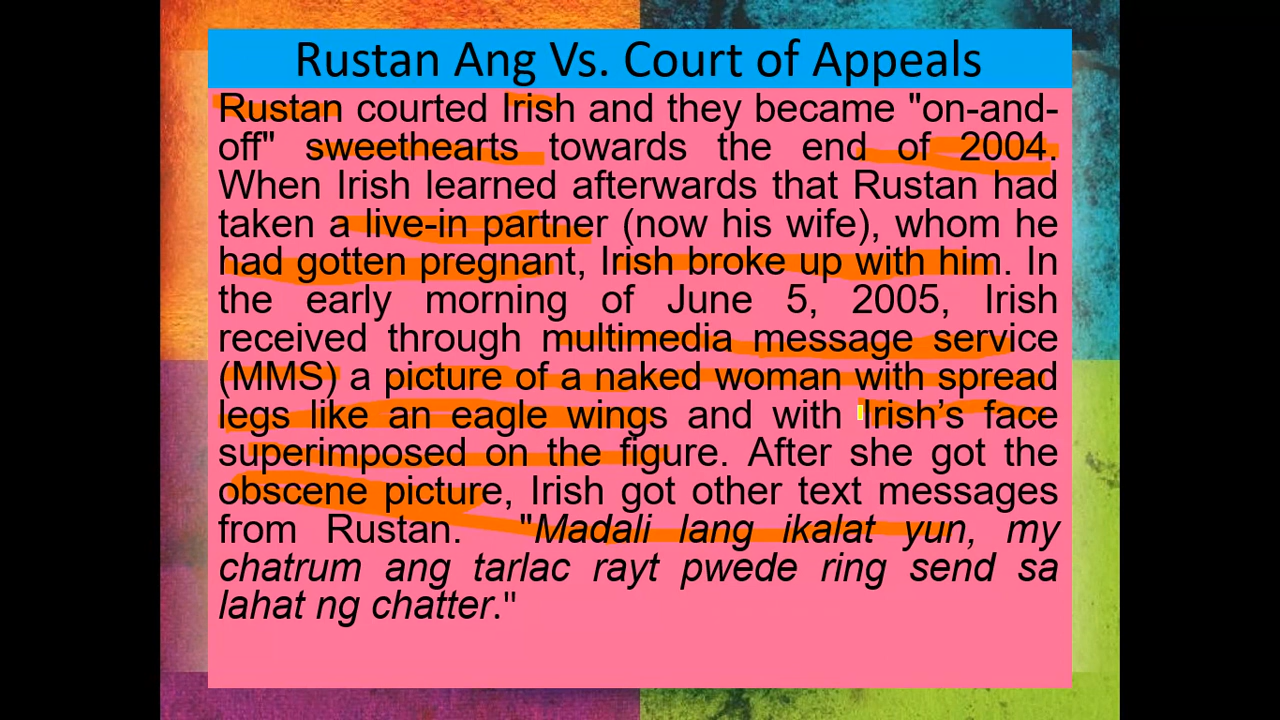 Rustan Ang Vs. Court of Appeals
Rustan courted Irish and they became "on-and-
off" sweethearts towards the end of 2004.
When Irish learned afterwards that Rustan had
taken a live-in partner (now his wife), whom he
had gotten pregnant, Irish broke up with him. In
the early morning of June 5, 2005, Irish
received through multimedia message service
(MMS) a picture of a naked woman with spread
legs like an eagle wings and with Irish’s face
superimposed on the figure. After she got the
obscene picture, Irish got other text messages
from Rustan. "Madali lang ikalat yun, my
chatrum ang tarlac rayt pwede ring send sa
lahat ng chatter."